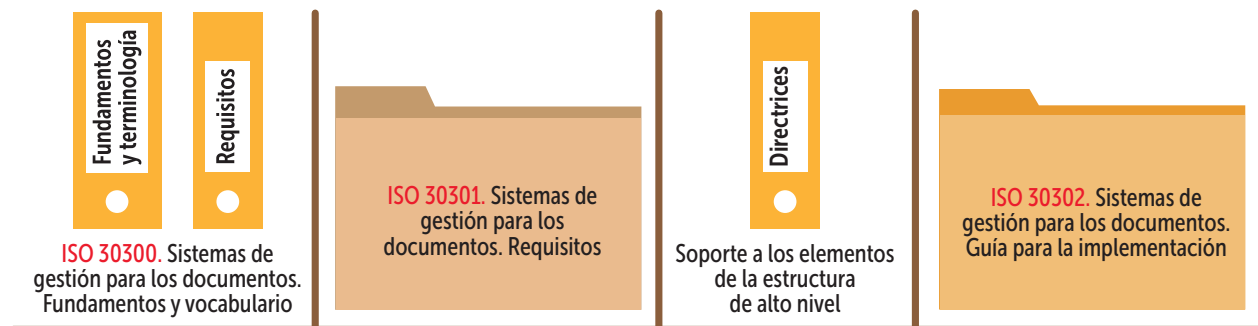 Fundamentos
y terminología
Requisitos
ISO 30300. Sistemas de
gestión para los documentos.
Fundamentos y vocabulario
ISO 30301. Sistemas de
gestión para los
documentos. Requisitos
Directrices
Soporte a los elementos
de la estructura
de alto nivel
ISO 30302. Sistemas de
gestión para los documentos.
Guía para la implementación